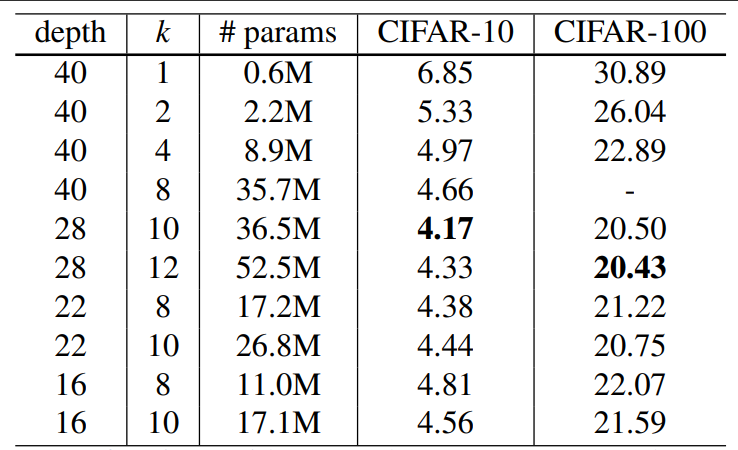 depth k # params CIFAR-10 CIFAR-100
40 1 0.6M 6.85 30.89
40 2 2.2M 5.33 26.04
40 4 8.9M 4.97 22.89
40 8 35.7M 4.66 -
28 10 36.5M 4.17 20.50
28 12 52.5M 4.33 20.43
22 8 17.2M 4.38 21.22
22 10 26.8M 4.44 20.75
16 8 11.0M 4.81 22.07
16 10 17.1M 4.56 21.59